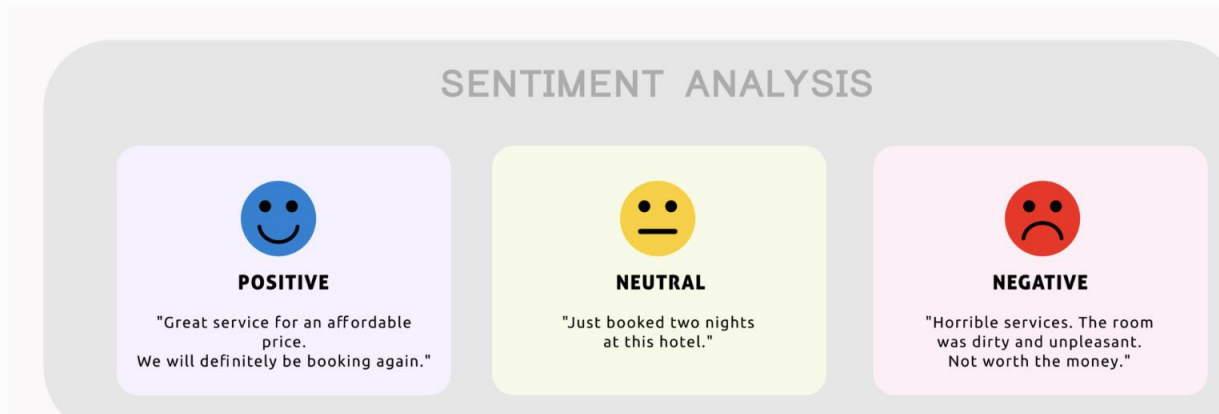 SENTIMENT ANALYSIS
POSITIVE
"Great service for an affordable
price.
We will definitely be booking again."
NEUTRAL
"Just booked two nights
at this hotel."
NEGATIVE
"Horrible services. The room
was dirty and unpleasant.
Not worth the money."